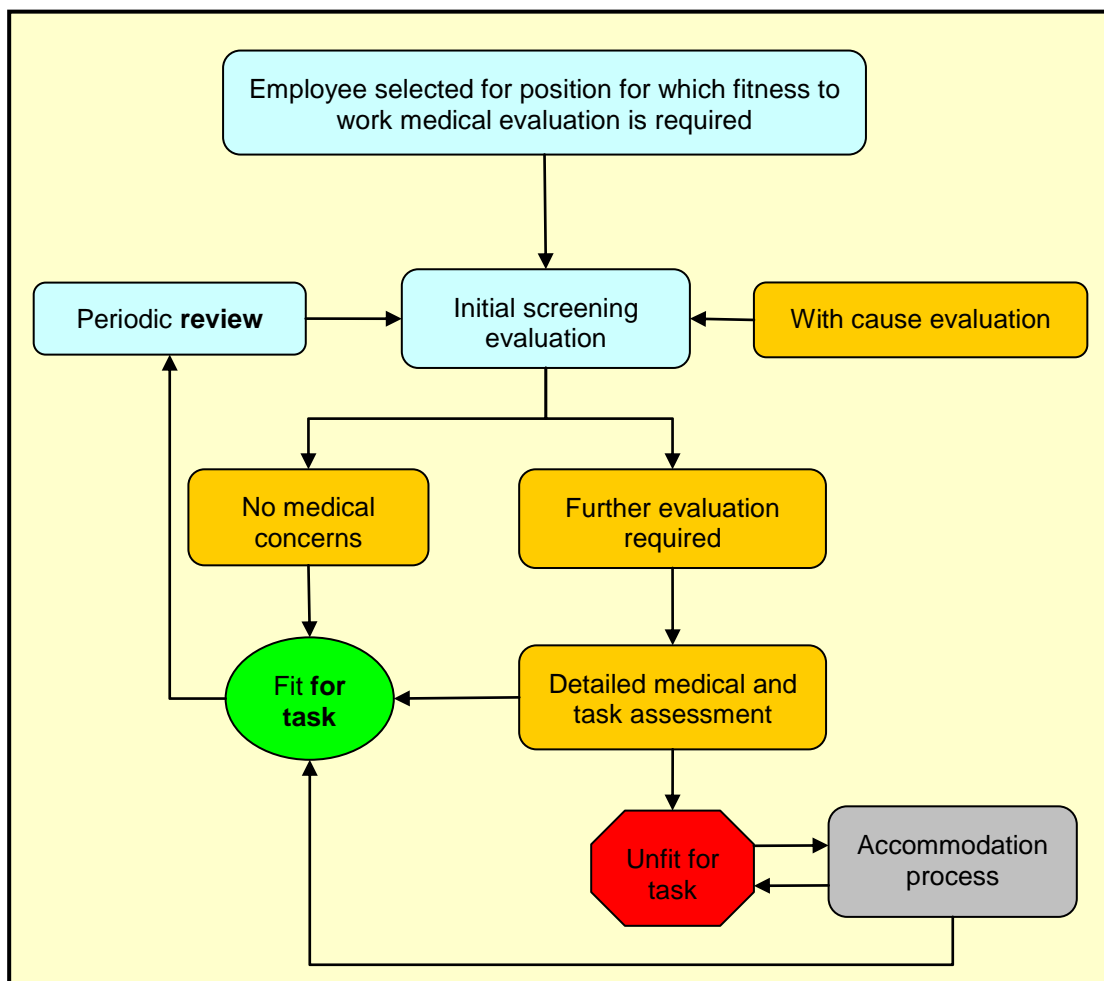 Employee selected for position for which fitness to
work medical evaluation is required
Periodic review
Initial screening
evaluation
With cause evaluation
No medical
concerns
Further evaluation
required
Fit for
task
Detailed medical and
task assessment
Unfit for
task
Accommodation
process